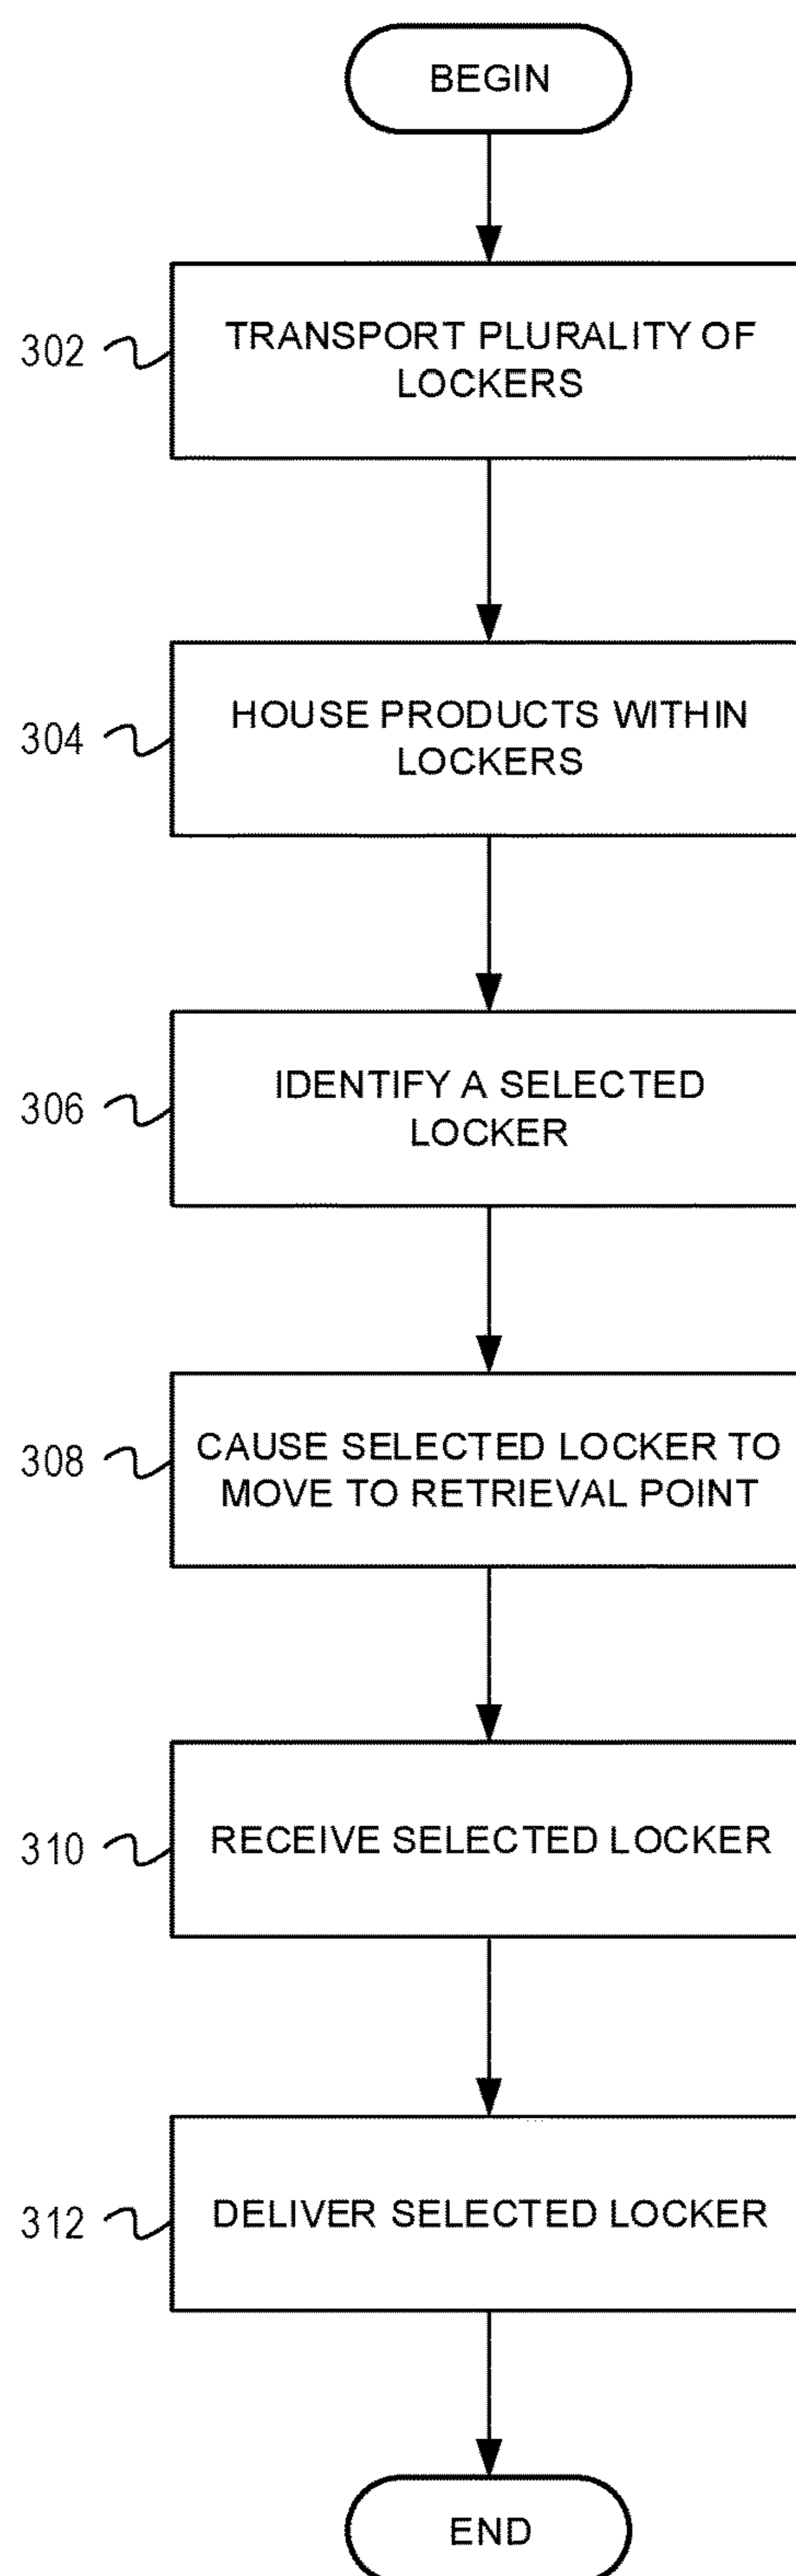 BEGIN
302
TRANSPORT PLURALITY OF
LOCKERS
304
HOUSE PRODUCTS WITHIN
LOCKERS
306
IDENTIFY A SELECTED
LOCKER
308
CAUSE SELECTED LOCKER TO
MOVE TO RETRIEVAL POINT
310
RECEIVE SELECTED LOCKER
312
DELIVER SELECTED LOCKER
END